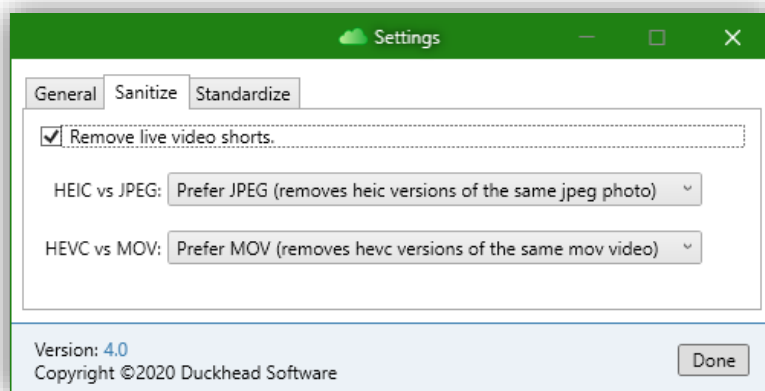 Settings
General Sanitize Standardize
Remove live video shorts.
HEIC vs JPEG: Prefer JPEG (removes heic versions of the same jpeg photo)
HEVC vs MOV: Prefer MOV (removes hevc versions of the same mov video)
Version: 4.0
Copyright ©2020 Duckhead Software
Done